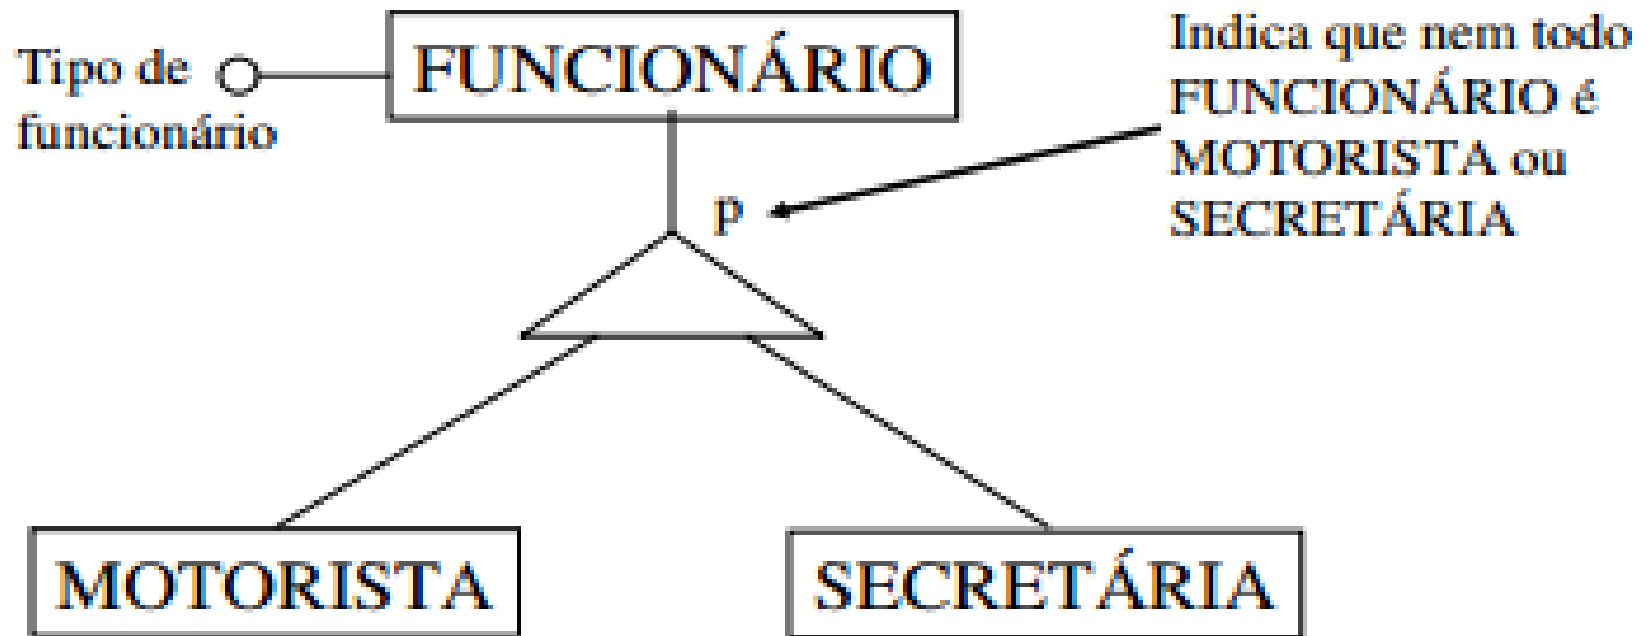 Tipo de
funcionário
FUNCIONÁRIO
Indica que nem todo
FUNCIONÁRIO é
MOTORISTA ou
SECRETÁRIA
p
MOTORISTA
SECRETÁRIA